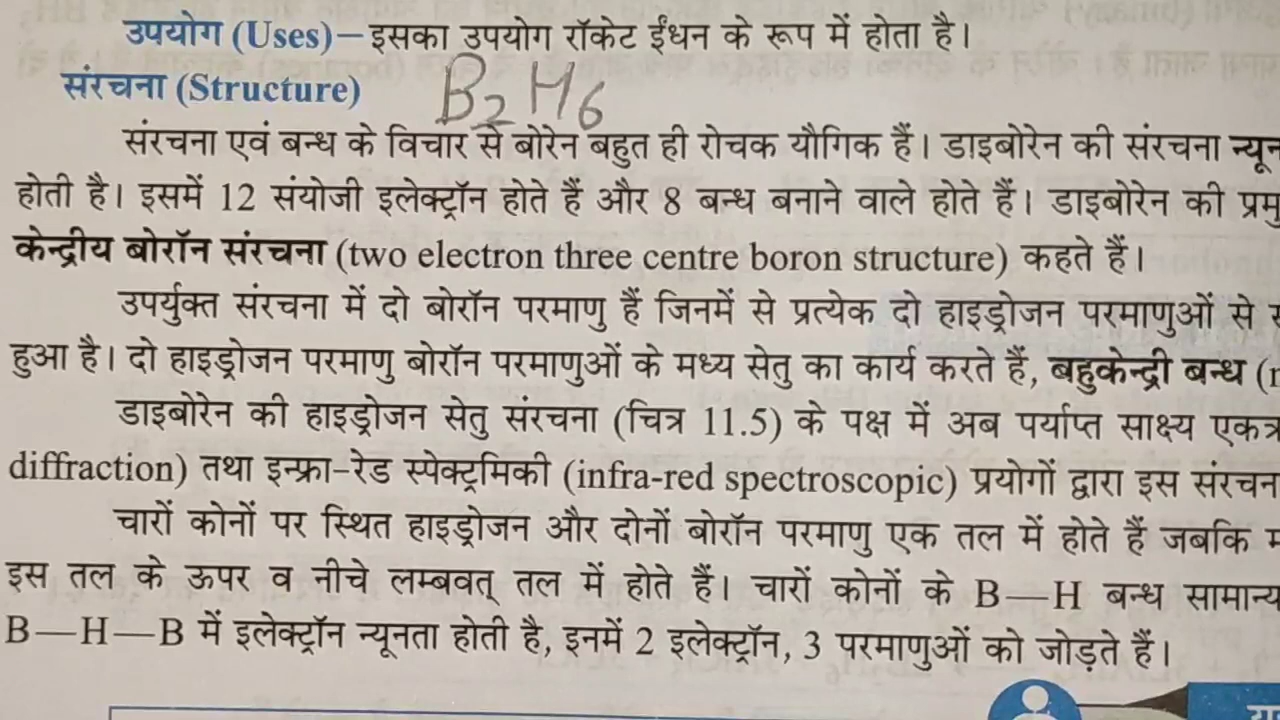 उपयोग (Uses)—इसका उपयोग रॉकेट ईंधन के रूप में होता है।
संरचना (Structure)
B2H6
संरचना एवं बन्ध के विचार से बोरेन बहुत ही रोचक यौगिक हैं। डाइबोरेन की संरचना न्यून
होती है। इसमें 12 संयोजी इलेक्ट्रॉन होते हैं और 8 बन्ध बनाने वाले होते हैं। डाइबोरेन की प्रमु
केन्द्रीय बोरॉन संरचना (two electron three centre boron structure) कहते हैं।
उपर्युक्त संरचना में दो बोरॉन परमाणु हैं जिनमें से प्रत्येक दो हाइड्रोजन परमाणुओं से
हुआ है। दो हाइड्रोजन परमाणु बोरॉन परमाणुओं के मध्य सेतु का कार्य करते हैं, बहुकेन्द्री बन्ध
डाइबोरेन की हाइड्रोजन सेतु संरचना (चित्र 11.5) के पक्ष में अब पर्याप्त साक्ष्य एकत्र
diffraction) तथा इन्फ्रा-रेड स्पेक्ट्रमिकी (infra-red spectroscopic) प्रयोगों द्वारा इस संरचन
चारों कोनों पर स्थित हाइड्रोजन और दोनों बोरॉन परमाणु एक तल में होते हैं जबकि
इस तल के ऊपर व नीचे लम्बवत् तल में होते हैं। चारों कोनों के B—H बन्ध सामान्य
B—H—B में इलेक्ट्रॉन न्यूनता होती है, इनमें 2 इलेक्ट्रॉन, 3 परमाणुओं को जोड़ते हैं।